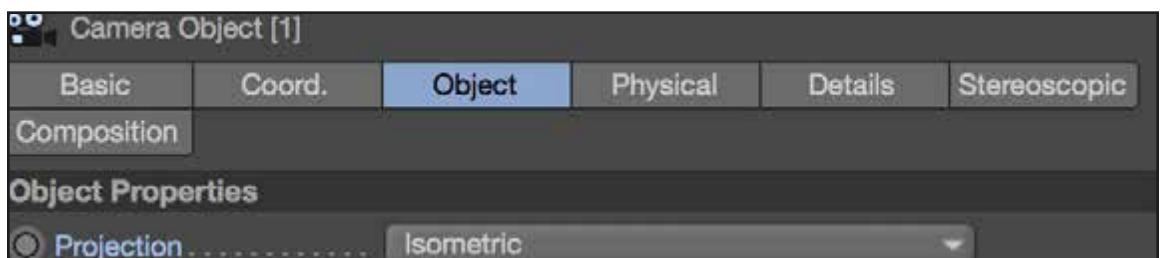 Camera Object [1]
Basic Coord. Object Physical Details Stereoscopic
Composition
Object Properties
Projection . . . . . . . . . . . . Isometric